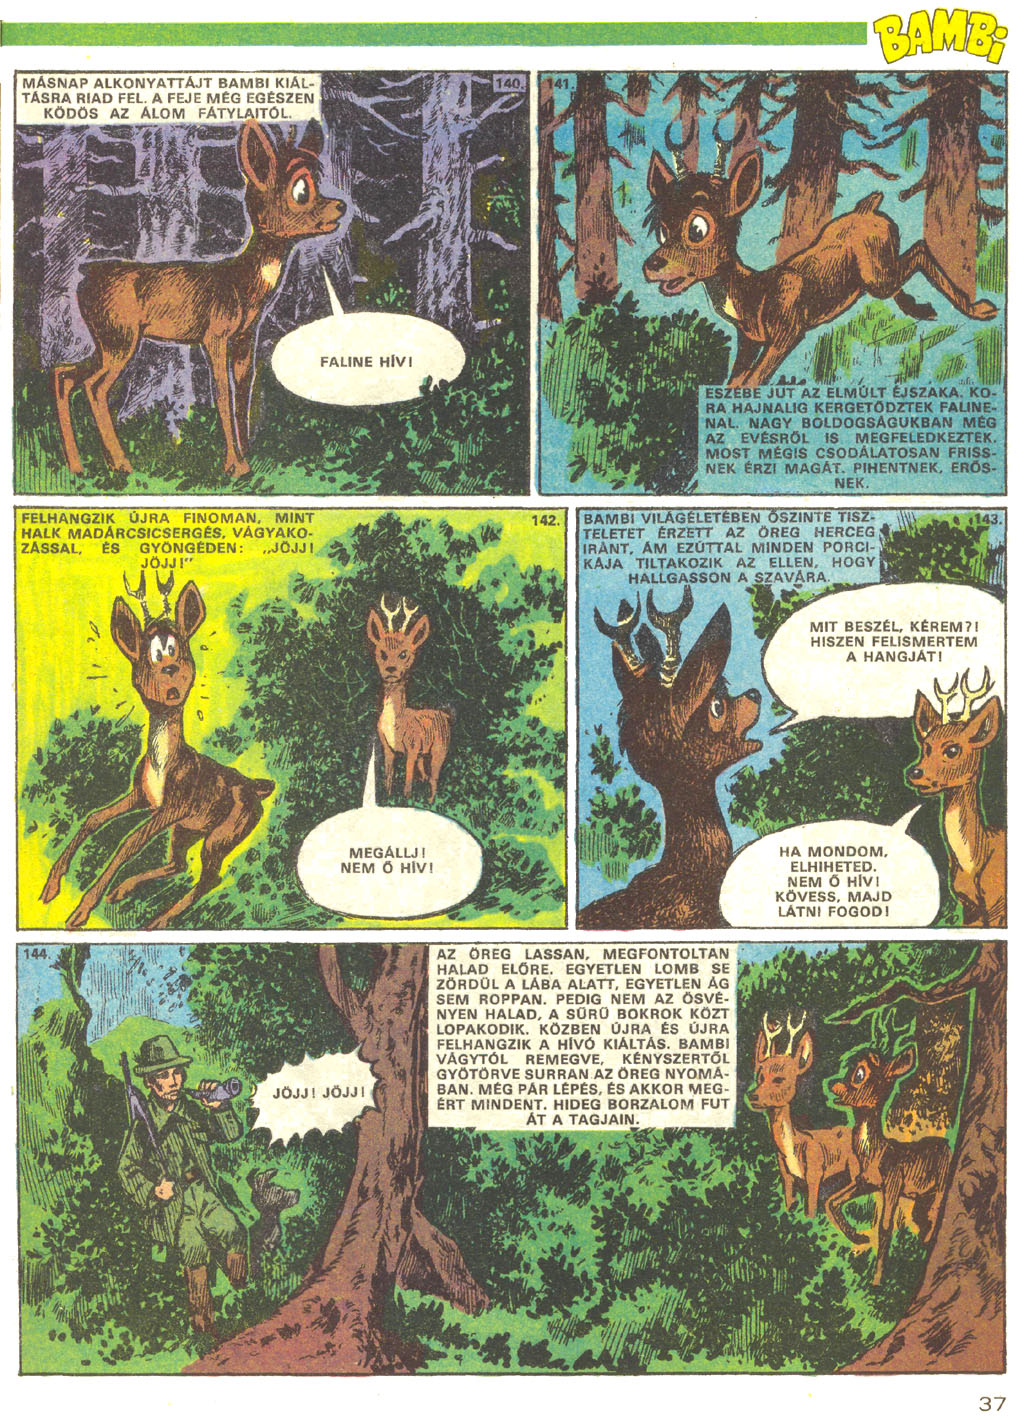 BAMBI
MÁSNAP ALKONYATTÁJT BAMBI KIÁL-
TÁSRA RIAD FEL. A FEJE MÉG EGÉSZEN
KÖDÖS AZ ÁLOM FÁTYLAITÓL.
140.
FALINE HÍV!
141.
ESZÉBE JUT AZ ELMÚLT ÉJSZAKA. KO-
RA HAJNALIG KERGETŐDZTEK FALINE-
NAL. NAGY BOLDOGSÁGUKBAN MÉG
AZ EVÉSRŐL IS MEGFELEDKEZTEK.
MOST MÉGIS CSODÁLATOSAN FRISS-
NEK ÉRZI MAGÁT. PIHENTNEK, ERŐS-
NEK.
FELHANGZIK ÚJRA FINOMAN, MINT
HALK MADÁRCSICSERGÉS, VÁGYAKO-
ZÁSSAL, ÉS GYÖNGÉDEN: „JÖJJ!
JÖJJ!"
142.
MEGÁLLJ!
NEM Ő HÍV!
BAMBI VILÁGÉLETÉBEN ŐSZINTE TISZ-
TELETET ÉRZETT AZ ÖREG HERCEG
IRÁNT, ÁM EZÚTTAL MINDEN PORCI-
KÁJA TILTAKOZIK AZ ELLEN, HOGY
HALLGASSON A SZAVÁRA.
143.
MIT BESZÉL, KÉREM?!
HISZEN FELISMERTEM
A HANGJÁT!
HA MONDOM,
ELHIHETED.
NEM Ő HÍV!
KÖVESS, MAJD
LÁTNI FOGOD!
144.
AZ ÖREG LASSAN, MEGFONTOLTAN
HALAD ELŐRE. EGYETLEN LOMB SE
ZÖRDÜL A LÁBA ALATT, EGYETLEN ÁG
SEM ROPPAN. PEDIG NEM AZ ÖSVÉ-
NYEN HALAD, A SŰRŰ BOKROK KÖZT
LOPAKODIK. KÖZBEN ÚJRA ÉS ÚJRA
FELHANGZIK A HÍVÓ KIÁLTÁS. BAMBI
VÁGYTÓL REMEGVE, KÉNYSZERTŐL
GYÖTÖRVE SURRAN AZ ÖREG NYOMÁ-
BAN. MÉG PÁR LÉPÉS, ÉS AKKOR MEG-
ÉRT MINDENT. HIDEG BORZALOM FUT
ÁT A TAGJAIN.
JÖJJ! JÖJJ!
37